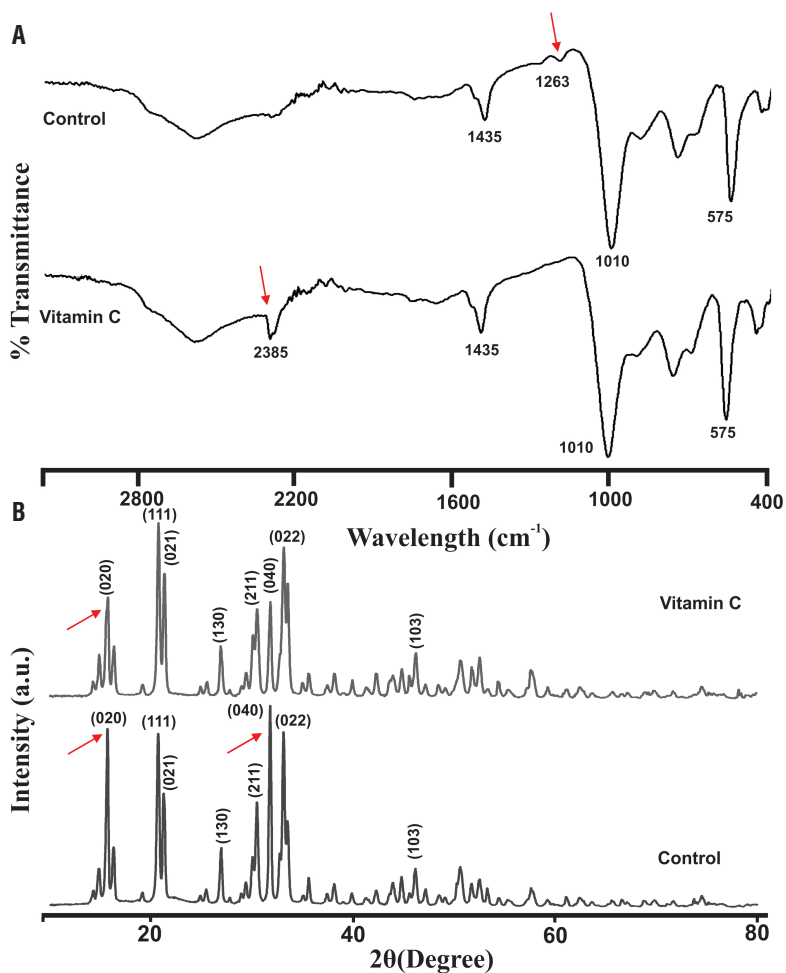 A
1263
Control
1435
575
1010
% Transmittance
Vitamin C
2385
1435
575
1010
2800 2200 1600 1000 400
Wavelength (cm⁻¹)
B
(111)
(022)
(021)
(020)
(211)
(040)
Vitamin C
(130)
(103)
Intensity (a.u.)
(040)
(020)
(111)
(022)
(021)
(211)
(130)
(103)
Control
20 40 60 80
2θ(Degree)